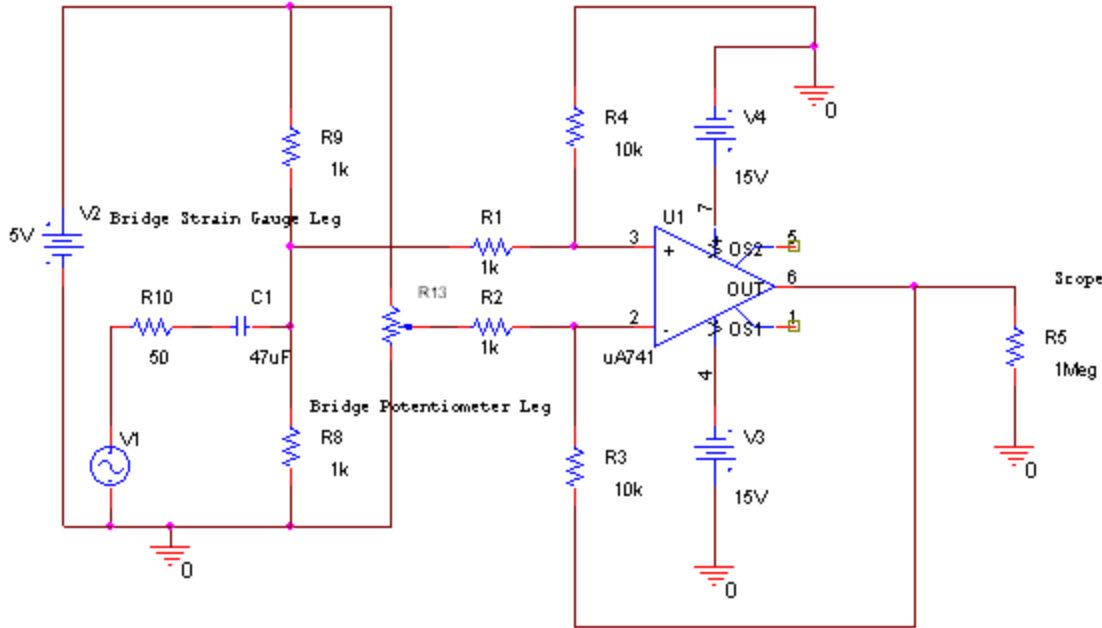 R9
1k
R4
10k
V4
15V
0
V2
5V
Bridge Strain Gauge Leg
R1
1k
U1
7
3
+
OS2
5
OUT
6
R10
50
C1
47uF
R13
R2
1k
2
-
OS1
1
uA741
4
Scope
R5
1Meg
0
Bridge Potentiometer Leg
V1
R8
1k
R3
10k
V3
15V
0
0